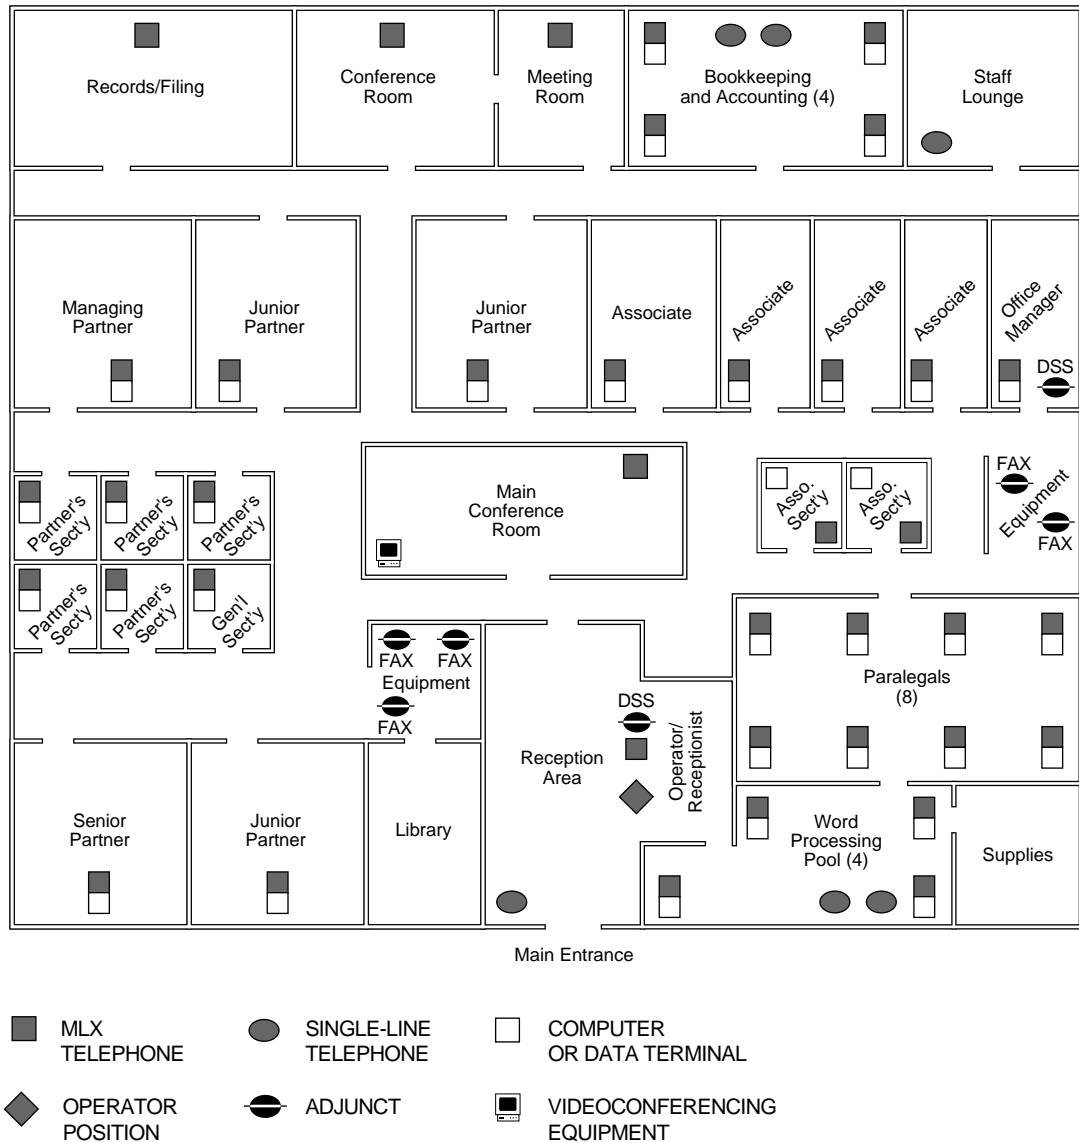 Records/Filing
Conference
Room
Meeting
Room
Bookkeeping
and Accounting (4)
Staff
Lounge
Managing
Partner
Junior
Partner
Junior
Partner
Associate
Associate
Associate
Associate
Office
Manager
DSS
Partner's
Sect'y
Partner's
Sect'y
Partner's
Sect'y
Main
Conference
Room
Asso.
Sect'y
Asso.
Sect'y
FAX
Equipment
FAX
Partner's
Sect'y
Partner's
Sect'y
Gen'l
Sect'y
FAX
FAX
Equipment
FAX
Paralegals
(8)
DSS
Operator/
Receptionist
Reception
Area
Senior
Partner
Junior
Partner
Library
Word
Processing
Pool (4)
Supplies
Main Entrance
MLX
TELEPHONE
SINGLE-LINE
TELEPHONE
COMPUTER
OR DATA TERMINAL
OPERATOR
POSITION
ADJUNCT
VIDEOCONFERENCING
EQUIPMENT